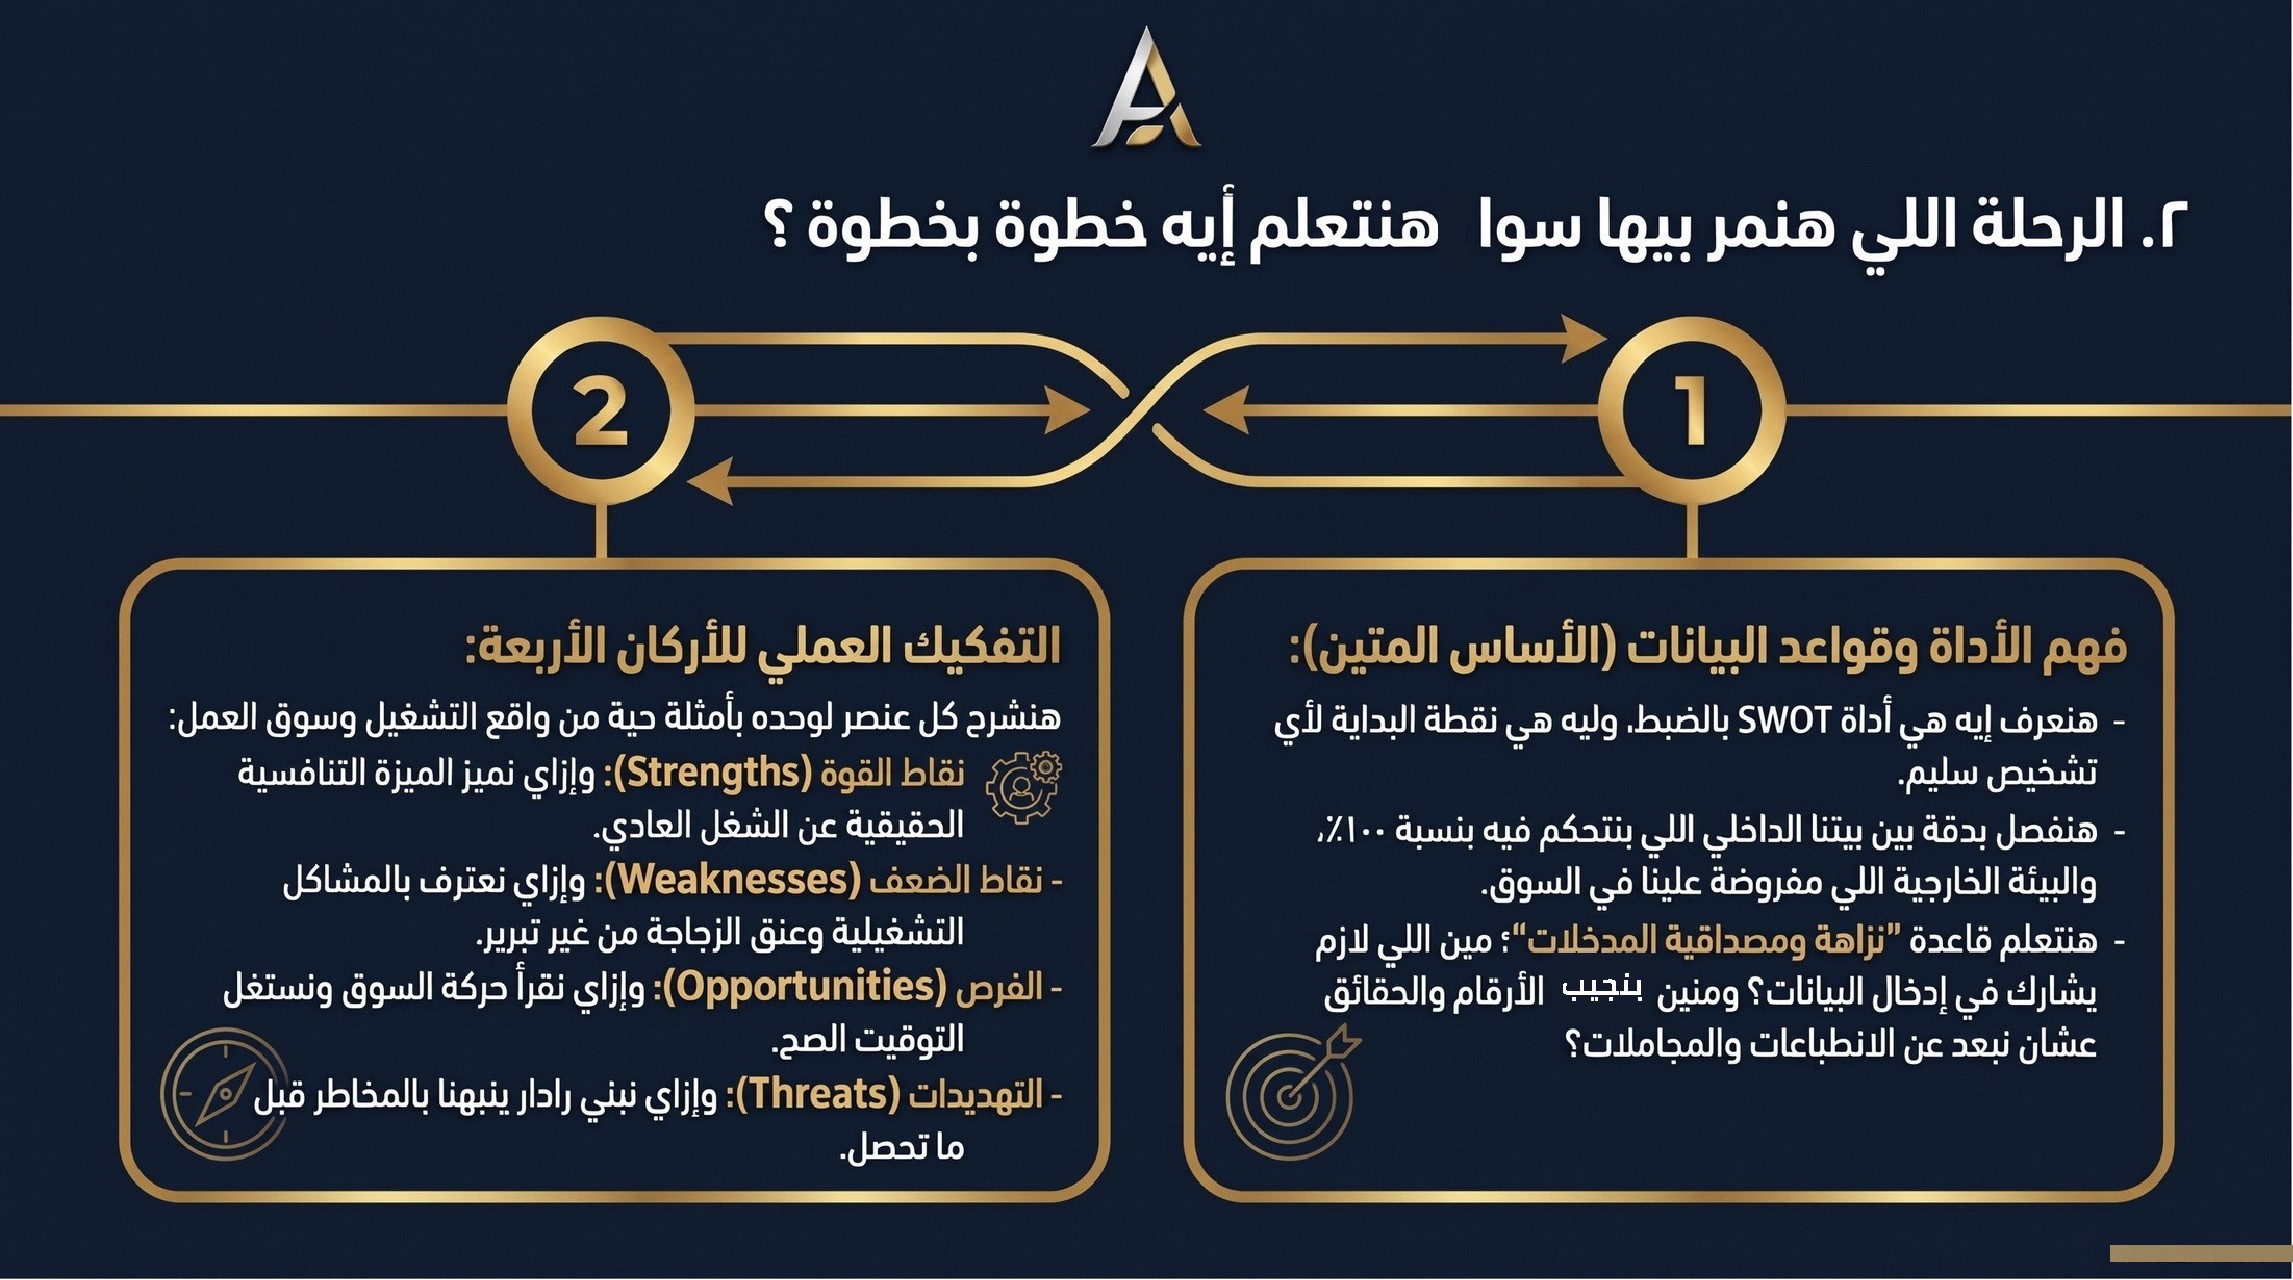 ٢. الرحلة اللي هنمر بيها سوا هنتعلم إيه خطوة بخطوة ؟
1
فهم الأداة وقواعد البيانات (الأساس المتين):
- هنعرف إيه هي أداة SWOT بالضبط، وليه هي نقطة البداية لأي
تشخيص سليم.
- هنفصل بدقة بين بيتنا الداخلي اللي بنتحكم فيه بنسبة ١٠٠٪،
والبيئة الخارجية اللي مفروضة علينا في السوق.
- هنتعلم قاعدة "نزاهة ومصداقية المدخلات"؛ مين اللي لازم
يشارك في إدخال البيانات؟ ومنين بنجيب الأرقام والحقائق
عشان نبعد عن الانطباعات والمجاملات؟
2
التفكيك العملي للأركان الأربعة:
هنشرح كل عنصر لوحده بأمثلة حية من واقع التشغيل وسوق العمل:
نقاط القوة (Strengths): وإزاي نميز الميزة التنافسية
الحقيقية عن الشغل العادي.
- نقاط الضعف (Weaknesses): وإزاي نعترف بالمشاكل
التشغيلية وعنق الزجاجة من غير تبرير.
- الفرص (Opportunities): وإزاي نقرأ حركة السوق ونستغل
التوقيت الصح.
- التهديدات (Threats): وإزاي نبني رادار ينبهنا بالمخاطر قبل
ما تحصل.